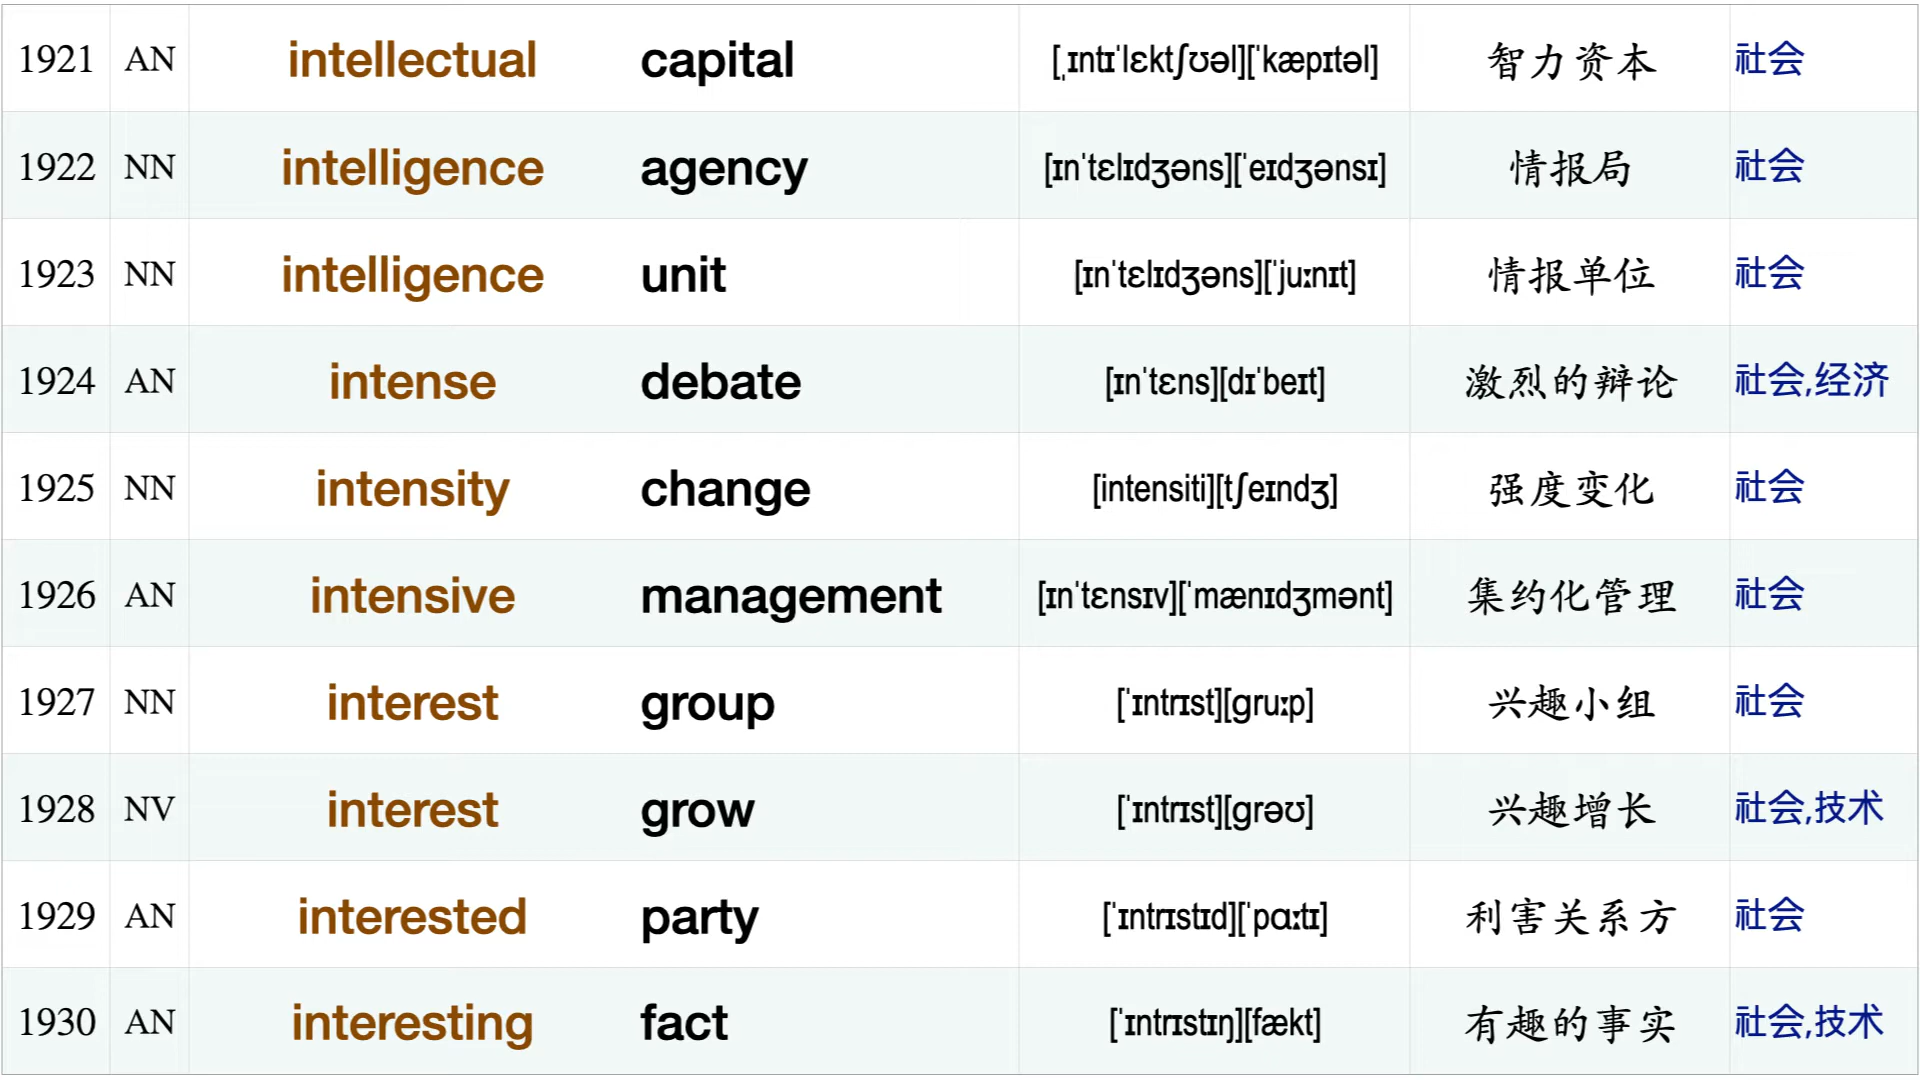 1921 AN intellectual capital [ˌɪntɪˈlɛktʃʊəl][ˈkæpɪtəl] 智力资本 社会
1922 NN intelligence agency [ɪnˈtɛlɪdʒəns][ˈeɪdʒənsɪ] 情报局 社会
1923 NN intelligence unit [ɪnˈtɛlɪdʒəns][ˈjuːnɪt] 情报单位 社会
1924 AN intense debate [ɪnˈtɛns][dɪˈbeɪt] 激烈的辩论 社会,经济
1925 NN intensity change [intensiti][tʃeɪndʒ] 强度变化 社会
1926 AN intensive management [ɪnˈtɛnsɪv][ˈmænɪdʒmənt] 集约化管理 社会
1927 NN interest group [ˈɪntrɪst][gruːp] 兴趣小组 社会
1928 NV interest grow [ˈɪntrɪst][grəʊ] 兴趣增长 社会,技术
1929 AN interested party [ˈɪntrɪstɪd][ˈpɑːtɪ] 利害关系方 社会
1930 AN interesting fact [ˈɪntrɪstɪŋ][fækt] 有趣的事实 社会,技术